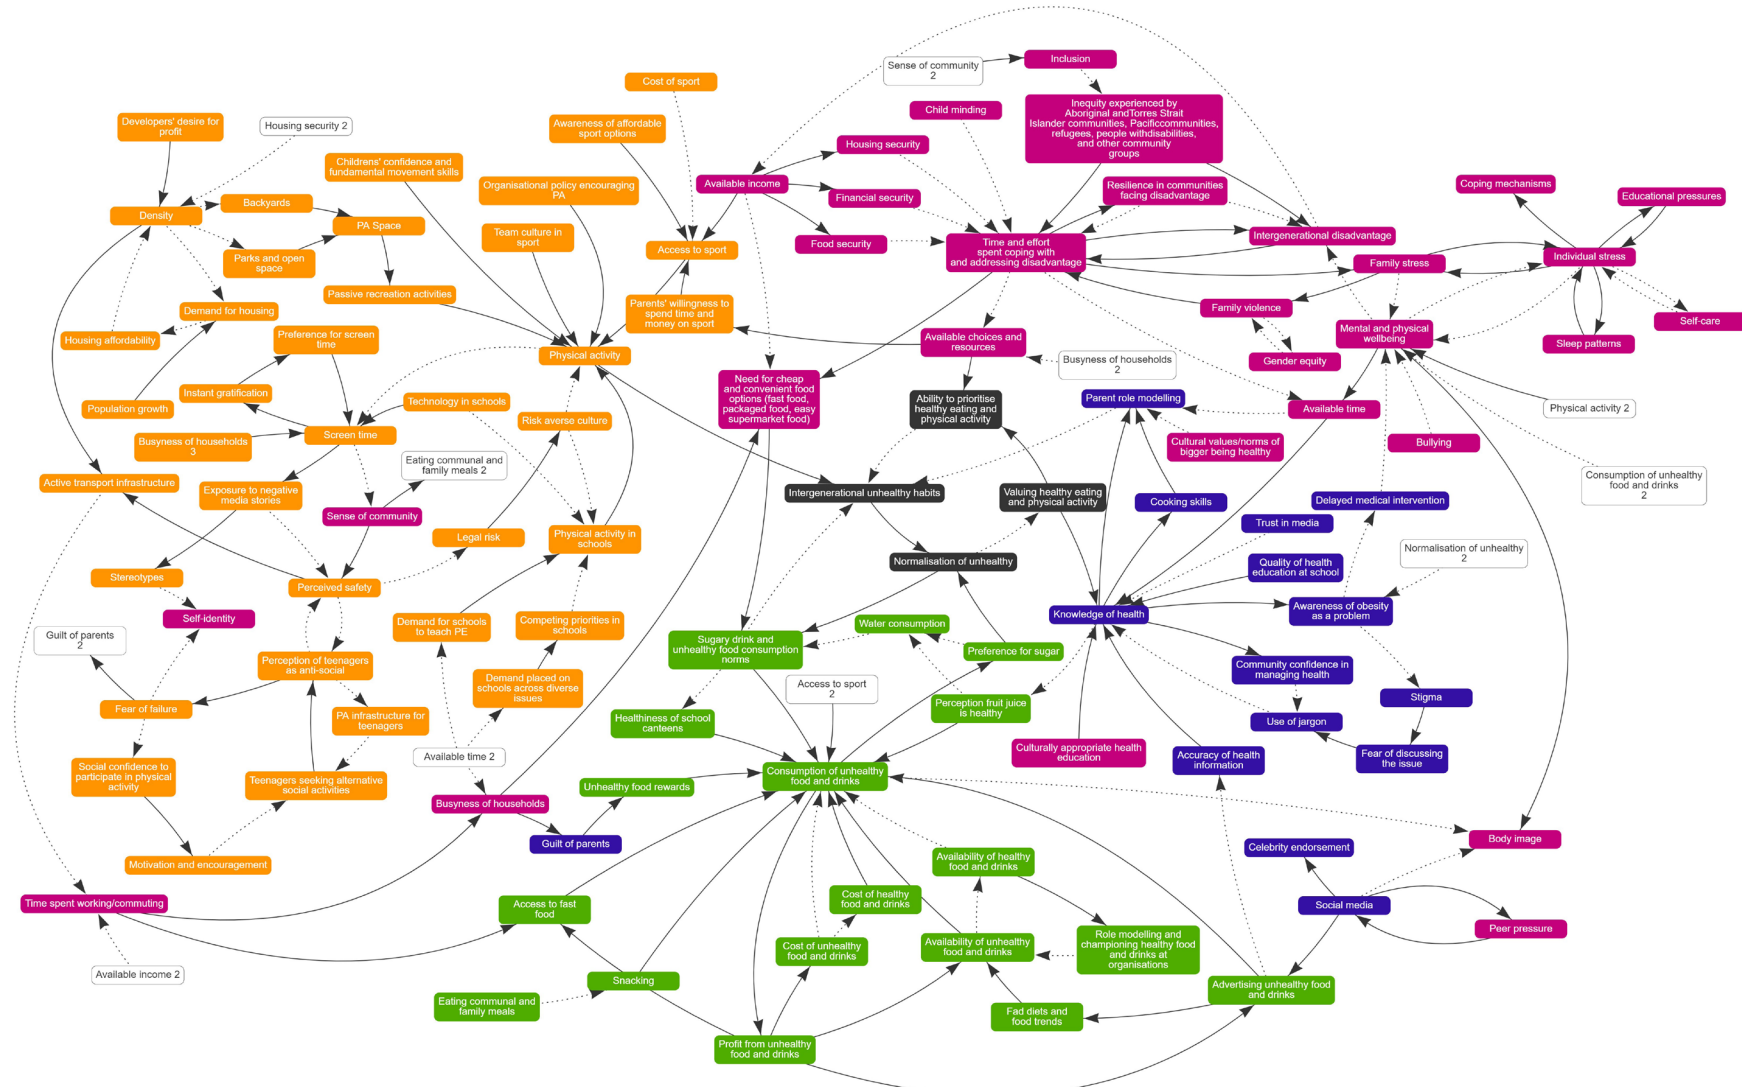 Sense of community
2
Inclusion
Cost of sport
Child minding
Inequity experienced by
Aboriginal andTorres Strait
Islander communities, Pacificcommunities,
refugees, people withdisabilities,
and other community
groups
Developers' desire for
profit
Housing security 2
Awareness of affordable
sport options
Housing security
Childrens' confidence and
fundamental movement skills
Organisational policy encouraging
PA
Available income
Financial security
Resilience in communities
facing disadvantage
Coping mechanisms
Educational pressures
Backyards
Density
PA Space
Team culture in
sport
Food security
Access to sport
Time and effort
spent coping with
and addressing disadvantage
Intergenerational disadvantage
Family stress
Individual stress
Parks and open
space
Passive recreation activities
Parents' willingness to
spend time and
money on sport
Family violence
Demand for housing
Housing affordability
Preference for screen
time
Physical activity
Available choices and
resources
Busyness of households
2
Gender equity
Mental and physical
wellbeing
Self-care
Sleep patterns
Instant gratification
Population growth
Technology in schools
Need for cheap
and convenient food
options (fast food,
packaged food, easy
supermarket food)
Ability to prioritise
healthy eating and
physical activity
Parent role modelling
Available time
Physical activity 2
Busyness of households
3
Screen time
Risk averse culture
Cultural values/norms of
bigger being healthy
Bullying
Eating communal and
family meals 2
Active transport infrastructure
Exposure to negative
media stories
Sense of community
Intergenerational unhealthy habits
Valuing healthy eating
and physical activity
Cooking skills
Delayed medical intervention
Consumption of unhealthy
food and drinks
2
Trust in media
Legal risk
Physical activity in
schools
Normalisation of unhealthy
Quality of health
education at school
Normalisation of unhealthy
2
Stereotypes
Perceived safety
Self-identity
Guilt of parents
2
Demand for schools
to teach PE
Competing priorities in
schools
Water consumption
Knowledge of health
Awareness of obesity
as a problem
Sugary drink and
unhealthy food consumption
norms
Preference for sugar
Perception of teenagers
as anti-social
Demand placed on
schools across diverse
issues
Access to sport
2
Community confidence in
managing health
Stigma
Fear of failure
PA infrastructure for
teenagers
Healthiness of school
canteens
Perception fruit juice
is healthy
Use of jargon
Available time 2
Culturally appropriate health
education
Accuracy of health
information
Fear of discussing
the issue
Social confidence to
participate in physical
activity
Teenagers seeking alternative
social activities
Unhealthy food rewards
Consumption of unhealthy
food and drinks
Busyness of households
Guilt of parents
Body image
Motivation and encouragement
Availability of healthy
food and drinks
Celebrity endorsement
Time spent working/commuting
Access to fast
food
Cost of healthy
food and drinks
Social media
Peer pressure
Cost of unhealthy
food and drinks
Availability of unhealthy
food and drinks
Role modelling and
championing healthy food
and drinks at
organisations
Available income 2
Snacking
Advertising unhealthy food
and drinks
Eating communal and
family meals
Fad diets and
food trends
Profit from unhealthy
food and drinks